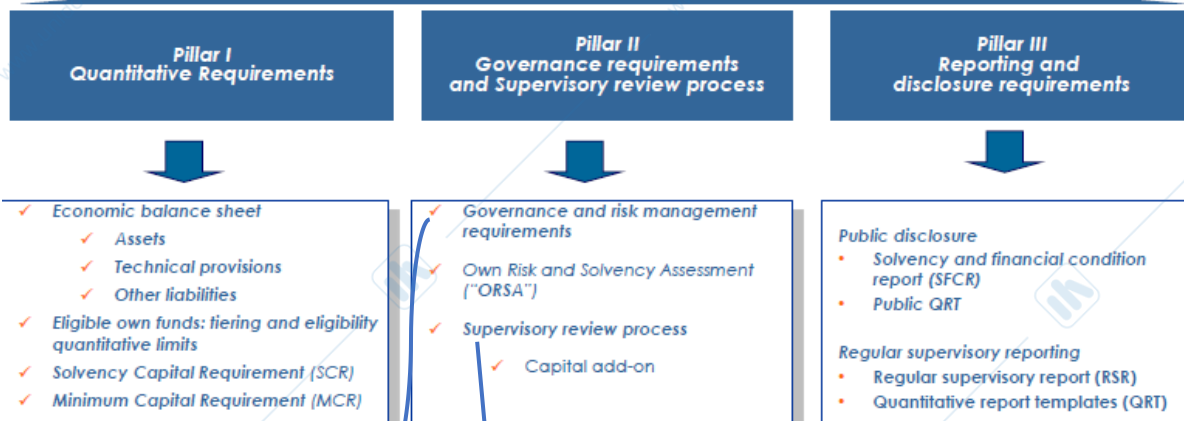 Pillar I
Quantitative Requirements
Pillar II
Governance requirements
and Supervisory review process
Pillar III
Reporting and
disclosure requirements
✓ Economic balance sheet
✓ Assets
✓ Technical provisions
✓ Other liabilities
✓ Eligible own funds: tiering and eligibility
quantitative limits
✓ Solvency Capital Requirement (SCR)
✓ Minimum Capital Requirement (MCR)
✓ Governance and risk management
requirements
✓ Own Risk and Solvency Assessment
("ORSA")
✓ Supervisory review process
✓ Capital add-on
Public disclosure
• Solvency and financial condition
report (SFCR)
• Public QRT
Regular supervisory reporting
• Regular supervisory report (RSR)
• Quantitative report templates (QRT)